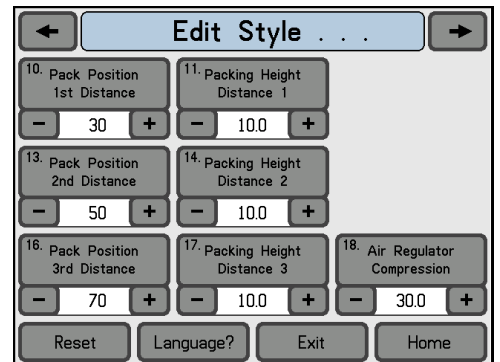 Edit Style . . .
10. Pack Position
1st Distance
− 30 +
11. Packing Height
Distance 1
− 10.0 +
13. Pack Position
2nd Distance
− 50 +
14. Packing Height
Distance 2
− 10.0 +
16. Pack Position
3rd Distance
− 70 +
17. Packing Height
Distance 3
− 10.0 +
18. Air Regulator
Compression
− 30.0 +
Reset
Language?
Exit
Home